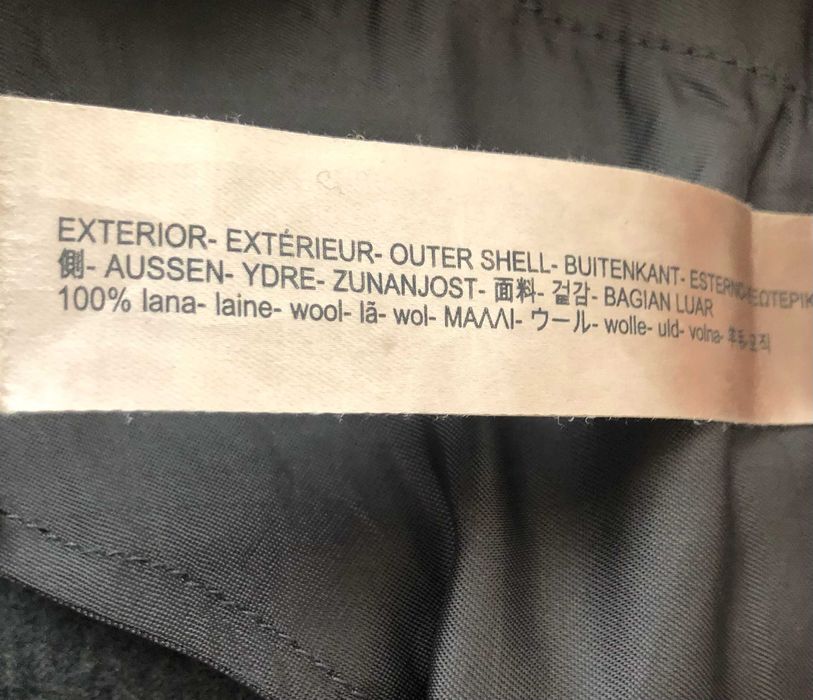 EXTERIOR- EXTÉRIEUR- OUTER SHELL- BUITENKANT- ESTERNO-
側- AUSSEN- YDRE- ZUNANJOST- 面料- 겉감- BAGIAN LUAR
100% lana- laine- wool- lã- wol- ΜΑΛΛΙ- ウール- wolle- uld- volna-